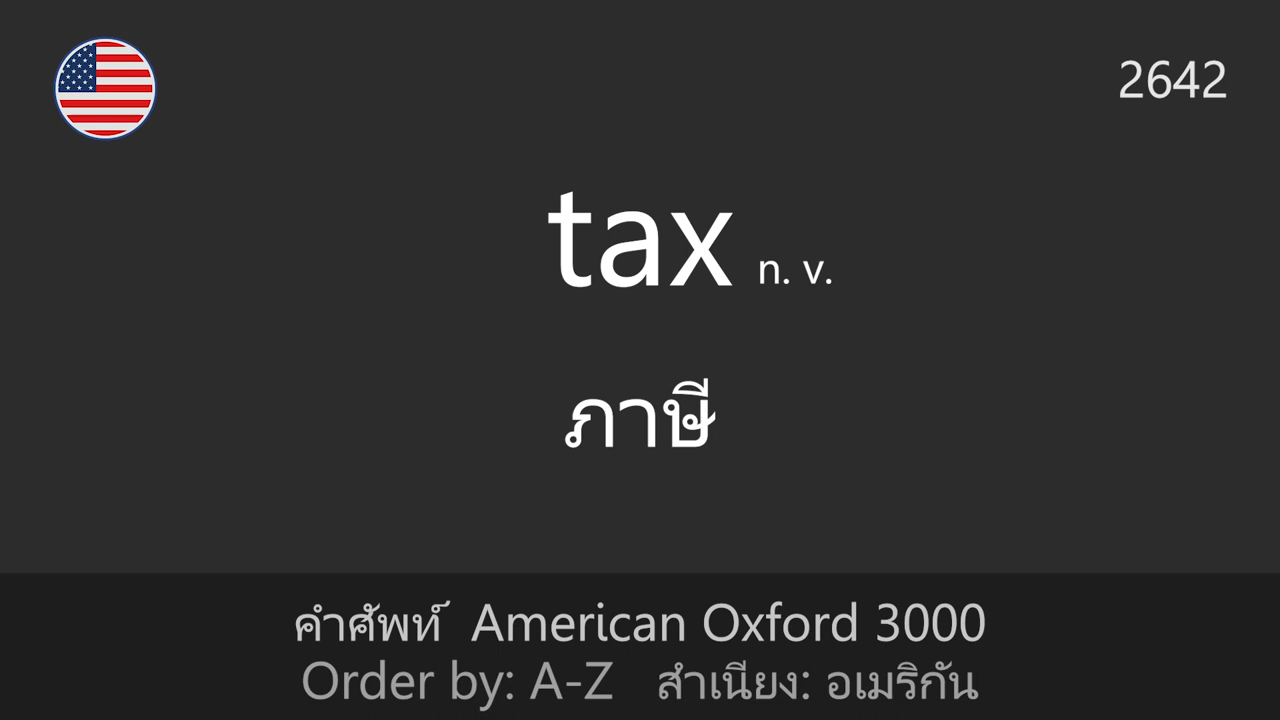 2642
tax n. v.
ภาษี
คำศัพท์ American Oxford 3000
Order by: A-Z สำเนียง: อเมริกัน